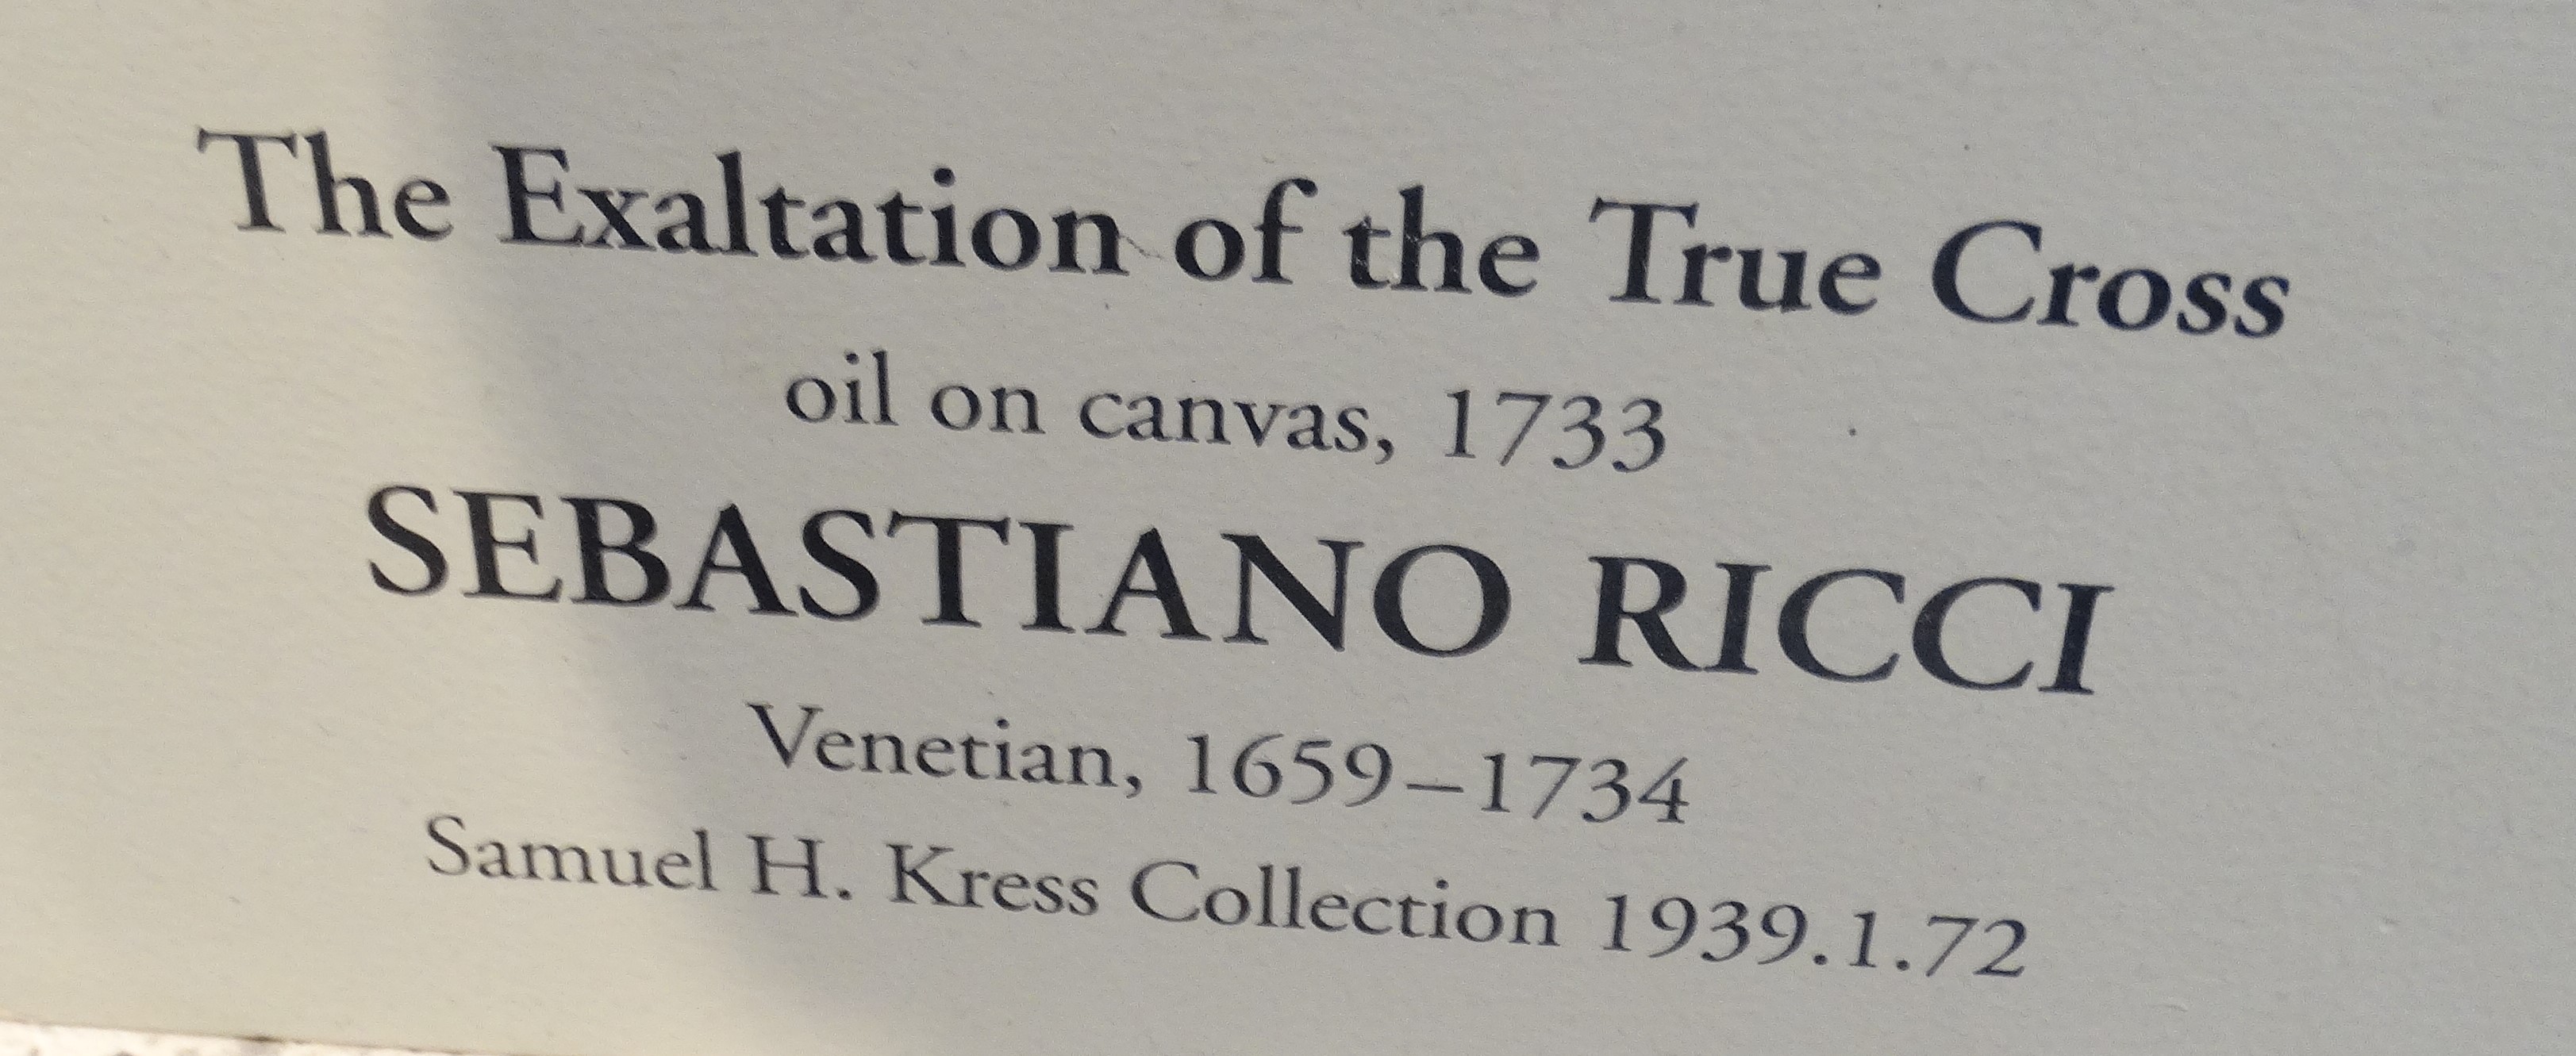 The Exaltation of the True Cross
oil on canvas, 1733
SEBASTIANO RICCI
Venetian, 1659–1734
Samuel H. Kress Collection 1939.1.72